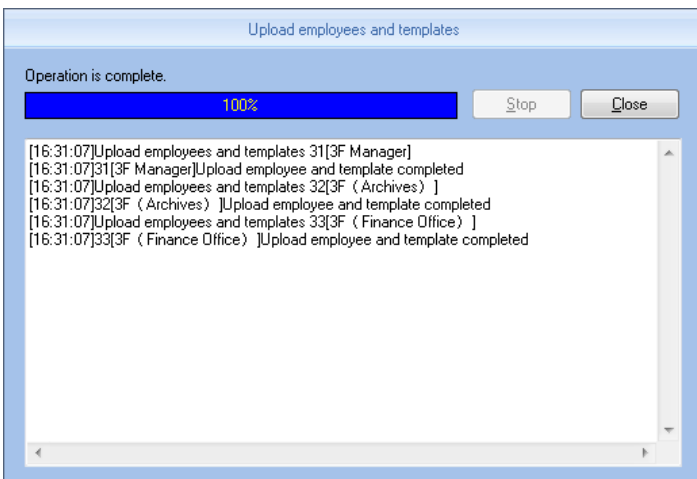 Upload employees and templates
Operation is complete.
100%
Stop
Close
[16:31:07]Upload employees and templates 31[3F Manager]
[16:31:07]31[3F Manager]Upload employee and template completed
[16:31:07]Upload employees and templates 32[3F（Archives）]
[16:31:07]32[3F（Archives）]Upload employee and template completed
[16:31:07]Upload employees and templates 33[3F（Finance Office）]
[16:31:07]33[3F（Finance Office）]Upload employee and template completed